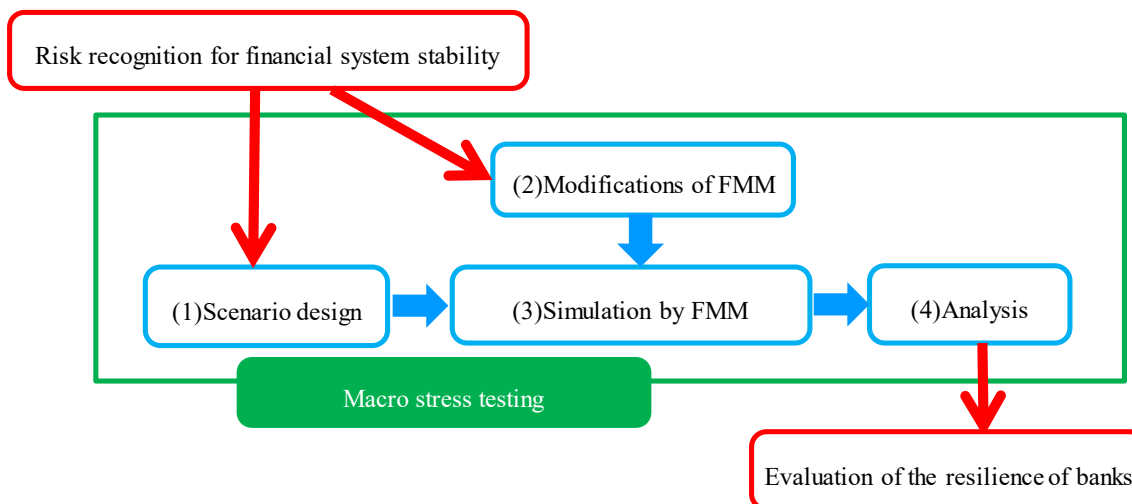 Risk recognition for financial system stability
(2)Modifications of FMM
(1)Scenario design
(3)Simulation by FMM
(4)Analysis
Macro stress testing
Evaluation of the resilience of banks